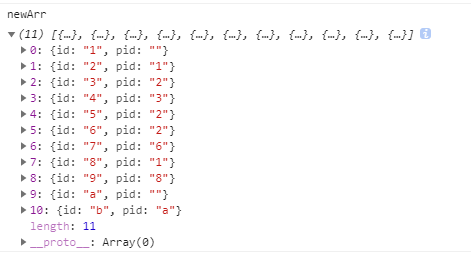 newArr
▼(11) [{…}, {…}, {…}, {…}, {…}, {…}, {…}, {…}, {…}, {…}, {…}] i
▶0: {id: "1", pid: ""}
▶1: {id: "2", pid: "1"}
▶2: {id: "3", pid: "2"}
▶3: {id: "4", pid: "3"}
▶4: {id: "5", pid: "2"}
▶5: {id: "6", pid: "2"}
▶6: {id: "7", pid: "6"}
▶7: {id: "8", pid: "1"}
▶8: {id: "9", pid: "8"}
▶9: {id: "a", pid: ""}
▶10: {id: "b", pid: "a"}
length: 11
▶__proto__: Array(0)